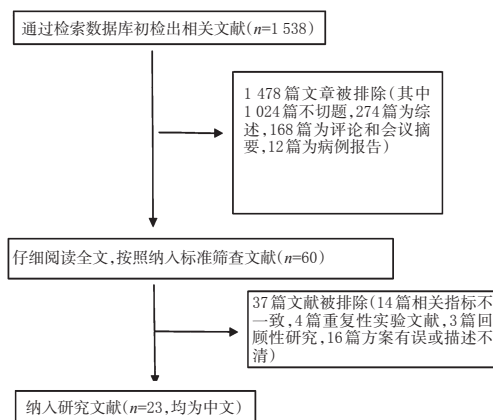 通过检索数据库初检出相关文献(n=1 538)
1 478篇文章被排除(其中
1 024篇不切题,274篇为综
述,168篇为评论和会议摘
要,12篇为病例报告)
仔细阅读全文,按照纳入标准筛查文献(n=60)
37篇文献被排除(14篇相关指标不
一致,4篇重复性实验文献,3篇回
顾性研究,16篇方案有误或描述不
清)
纳入研究文献(n=23,均为中文)